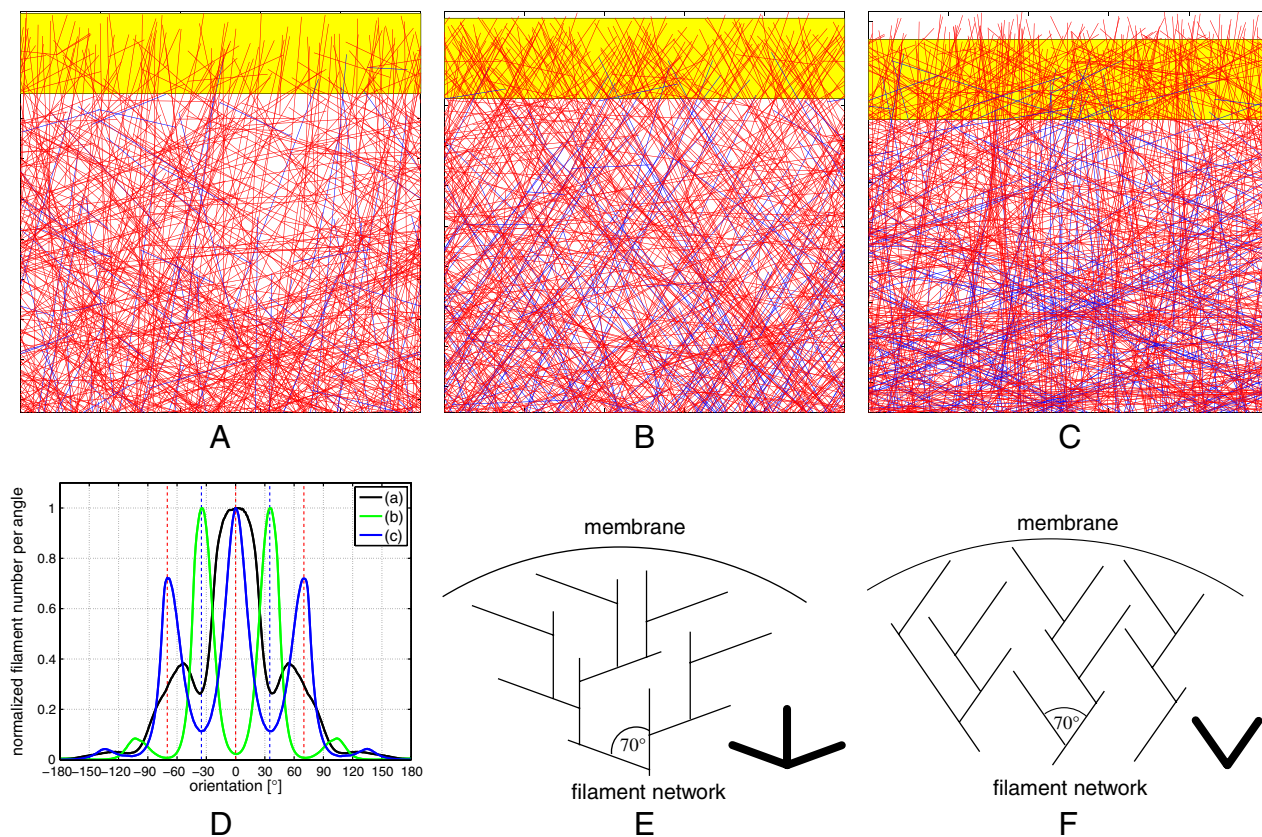 A
B
C
normalized filament number per angle
1
0.8
0.6
0.4
0.2
0
−180−150−120 −90 −60 −30 0 30 60 90 120 150 180
orientation [°]
(a)
(b)
(c)
D
membrane
70°
filament network
E
membrane
70°
filament network
F